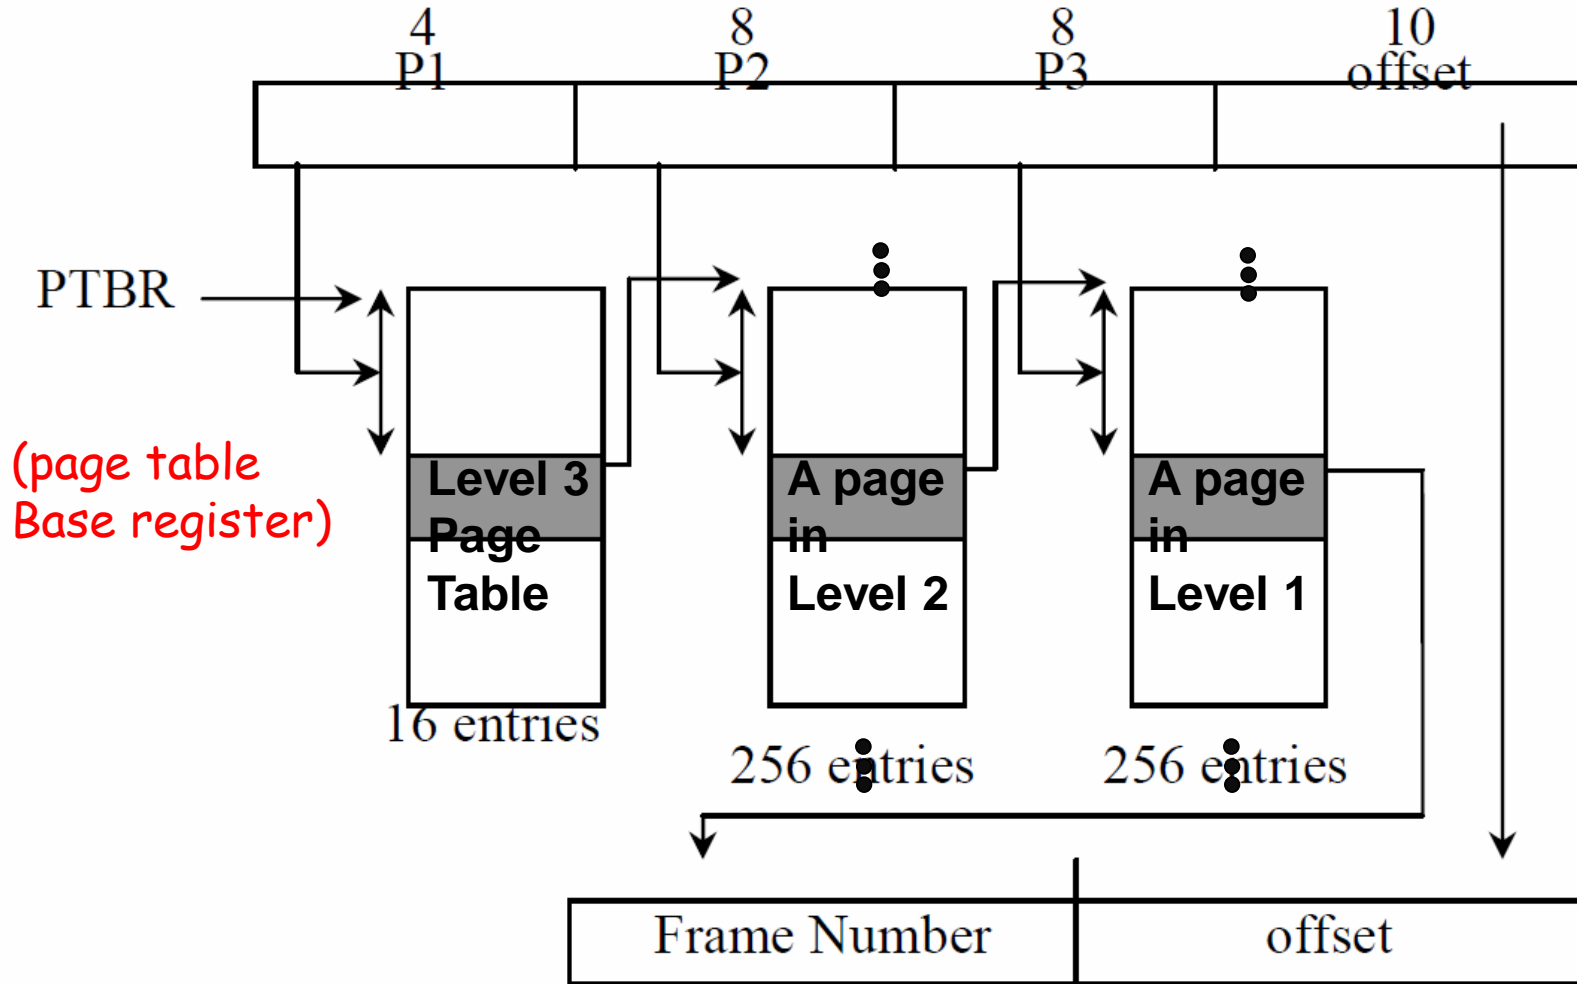 4 8 8 10
P1 P2 P3 offset
PTBR
(page table
Base register)
Level 3
Page
Table
A page
in
Level 2
A page
in
Level 1
16 entries
256 entries
256 entries
Frame Number offset